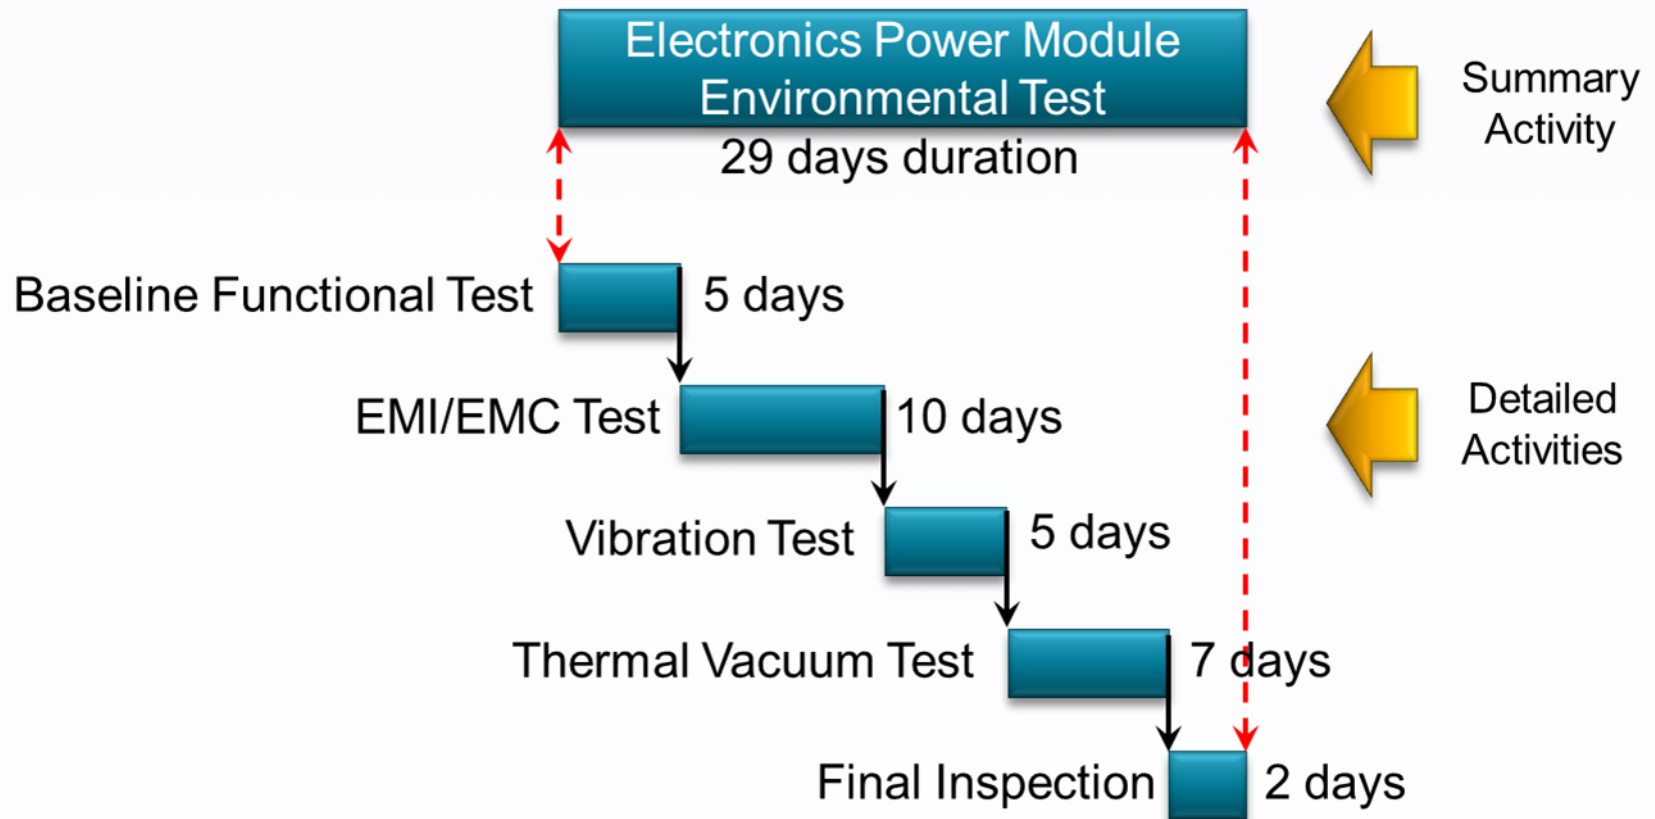 Electronics Power Module
Environmental Test
29 days duration
Summary
Activity
Baseline Functional Test
5 days
EMI/EMC Test
10 days
Detailed
Activities
Vibration Test
5 days
Thermal Vacuum Test
7 days
Final Inspection
2 days